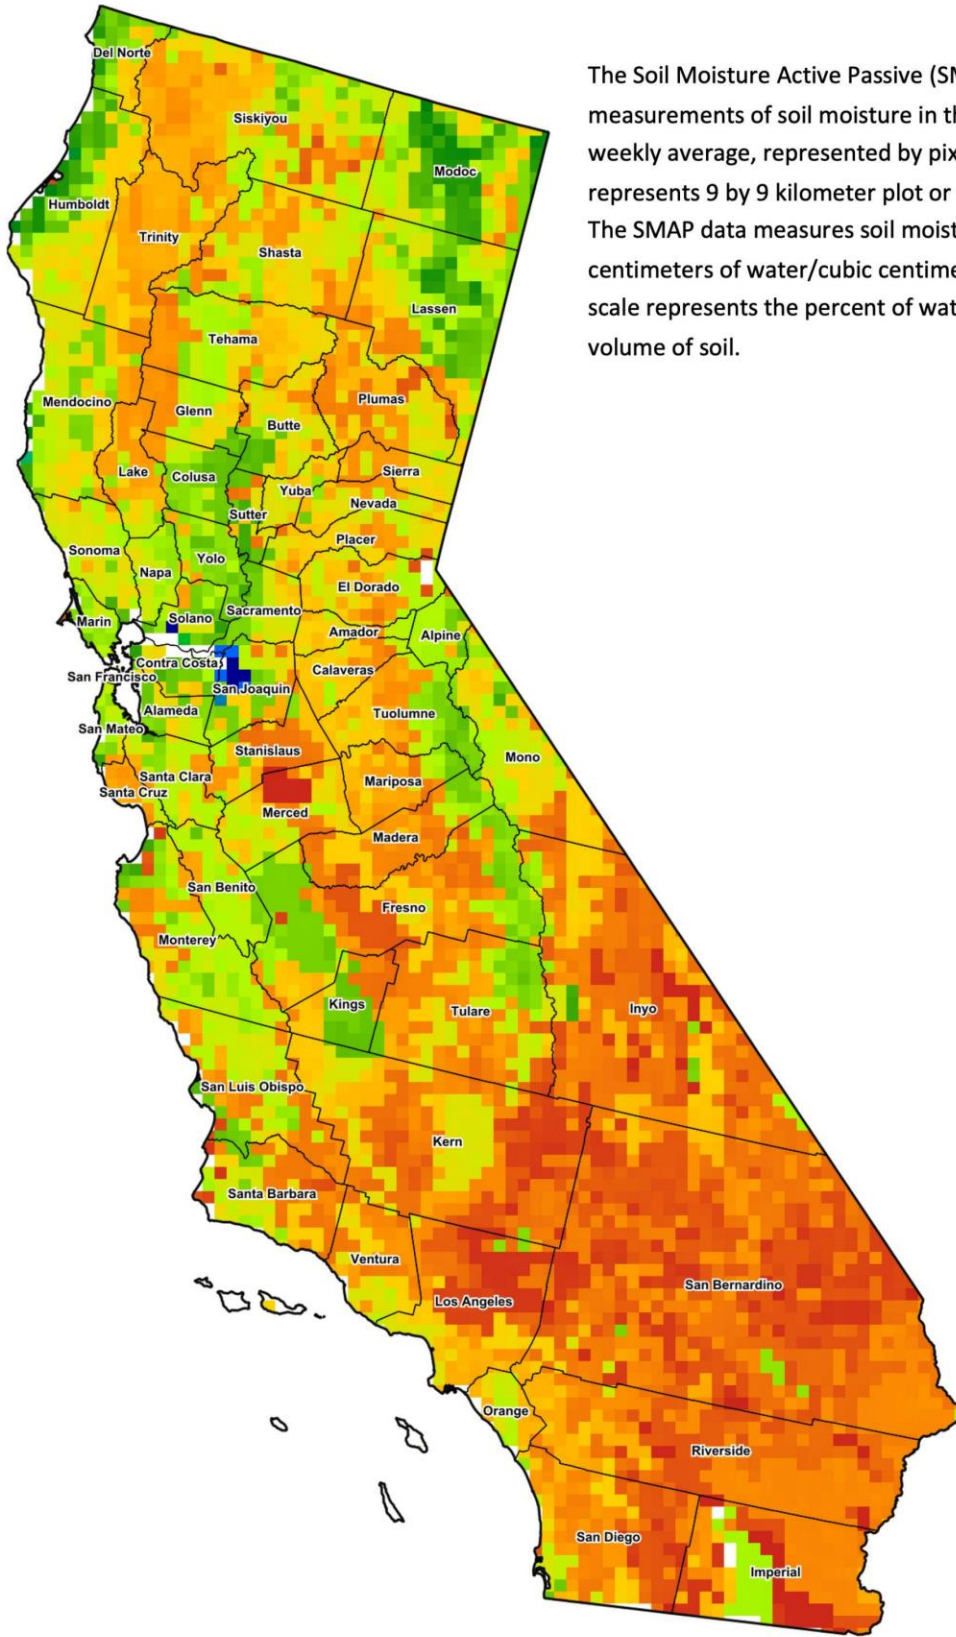 The Soil Moisture Active Passive (SM
measurements of soil moisture in th
weekly average, represented by pix
represents 9 by 9 kilometer plot or
The SMAP data measures soil moist
centimeters of water/cubic centime
scale represents the percent of wat
volume of soil.
Del Norte
Siskiyou
Modoc
Humboldt
Trinity
Shasta
Lassen
Tehama
Mendocino
Glenn
Plumas
Butte
Lake
Colusa
Sierra
Yuba
Nevada
Sutter
Placer
Sonoma
Napa
Yolo
El Dorado
Marin
Solano
Sacramento
Amador
Alpine
Contra Costa
Calaveras
San Francisco
San Joaquin
Alameda
Tuolumne
San Mateo
Stanislaus
Mono
Santa Clara
Mariposa
Santa Cruz
Merced
Madera
San Benito
Fresno
Monterey
Kings
Tulare
Inyo
San Luis Obispo
Kern
Santa Barbara
Ventura
San Bernardino
Los Angeles
Orange
Riverside
San Diego
Imperial